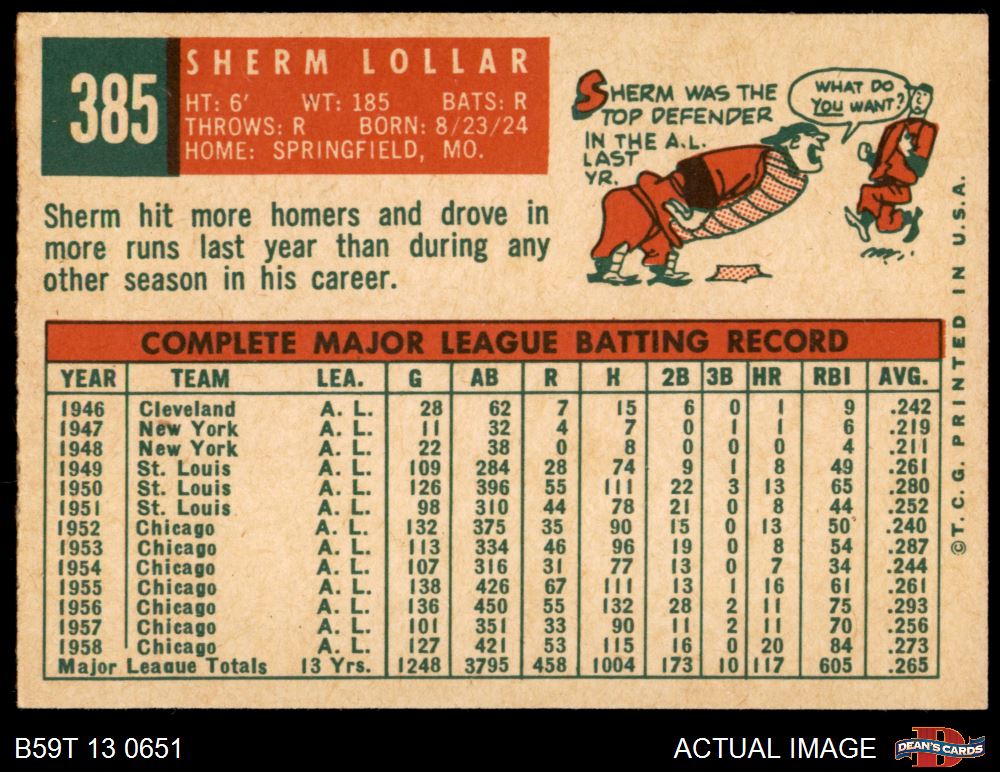 385
SHERM LOLLAR
HT: 6' WT: 185 BATS: R
THROWS: R BORN: 8/23/24
HOME: SPRINGFIELD, MO.
Sherm hit more homers and drove in
more runs last year than during any
other season in his career.
SHERM WAS THE
TOP DEFENDER
IN THE A.L.
LAST
YR.
WHAT DO
YOU WANT?
COMPLETE MAJOR LEAGUE BATTING RECORD
YEAR TEAM LEA. G AB R H 2B 3B HR RBI AVG.
1946 Cleveland A. L. 28 62 7 15 6 0 1 9 .242
1947 New York A. L. 11 32 4 7 0 1 1 6 .219
1948 New York A. L. 22 38 0 8 0 0 0 4 .211
1949 St. Louis A. L. 109 284 28 74 9 1 8 49 .261
1950 St. Louis A. L. 126 396 55 111 22 3 13 65 .280
1951 St. Louis A. L. 98 310 44 78 21 0 8 44 .252
1952 Chicago A. L. 132 375 35 90 15 0 13 50 .240
1953 Chicago A. L. 113 334 46 96 19 0 8 54 .287
1954 Chicago A. L. 107 316 31 77 13 0 7 34 .244
1955 Chicago A. L. 138 426 67 111 13 1 16 61 .261
1956 Chicago A. L. 136 450 55 132 28 2 11 75 .293
1957 Chicago A. L. 101 351 33 90 11 2 11 70 .256
1958 Chicago A. L. 127 421 53 115 16 0 20 84 .273
Major League Totals 13 Yrs. 1248 3795 458 1004 173 10 117 605 .265
©T. C. G. PRINTED IN U.S.A.
B59T 13 0651
ACTUAL IMAGE
D
DEAN'S CARDS